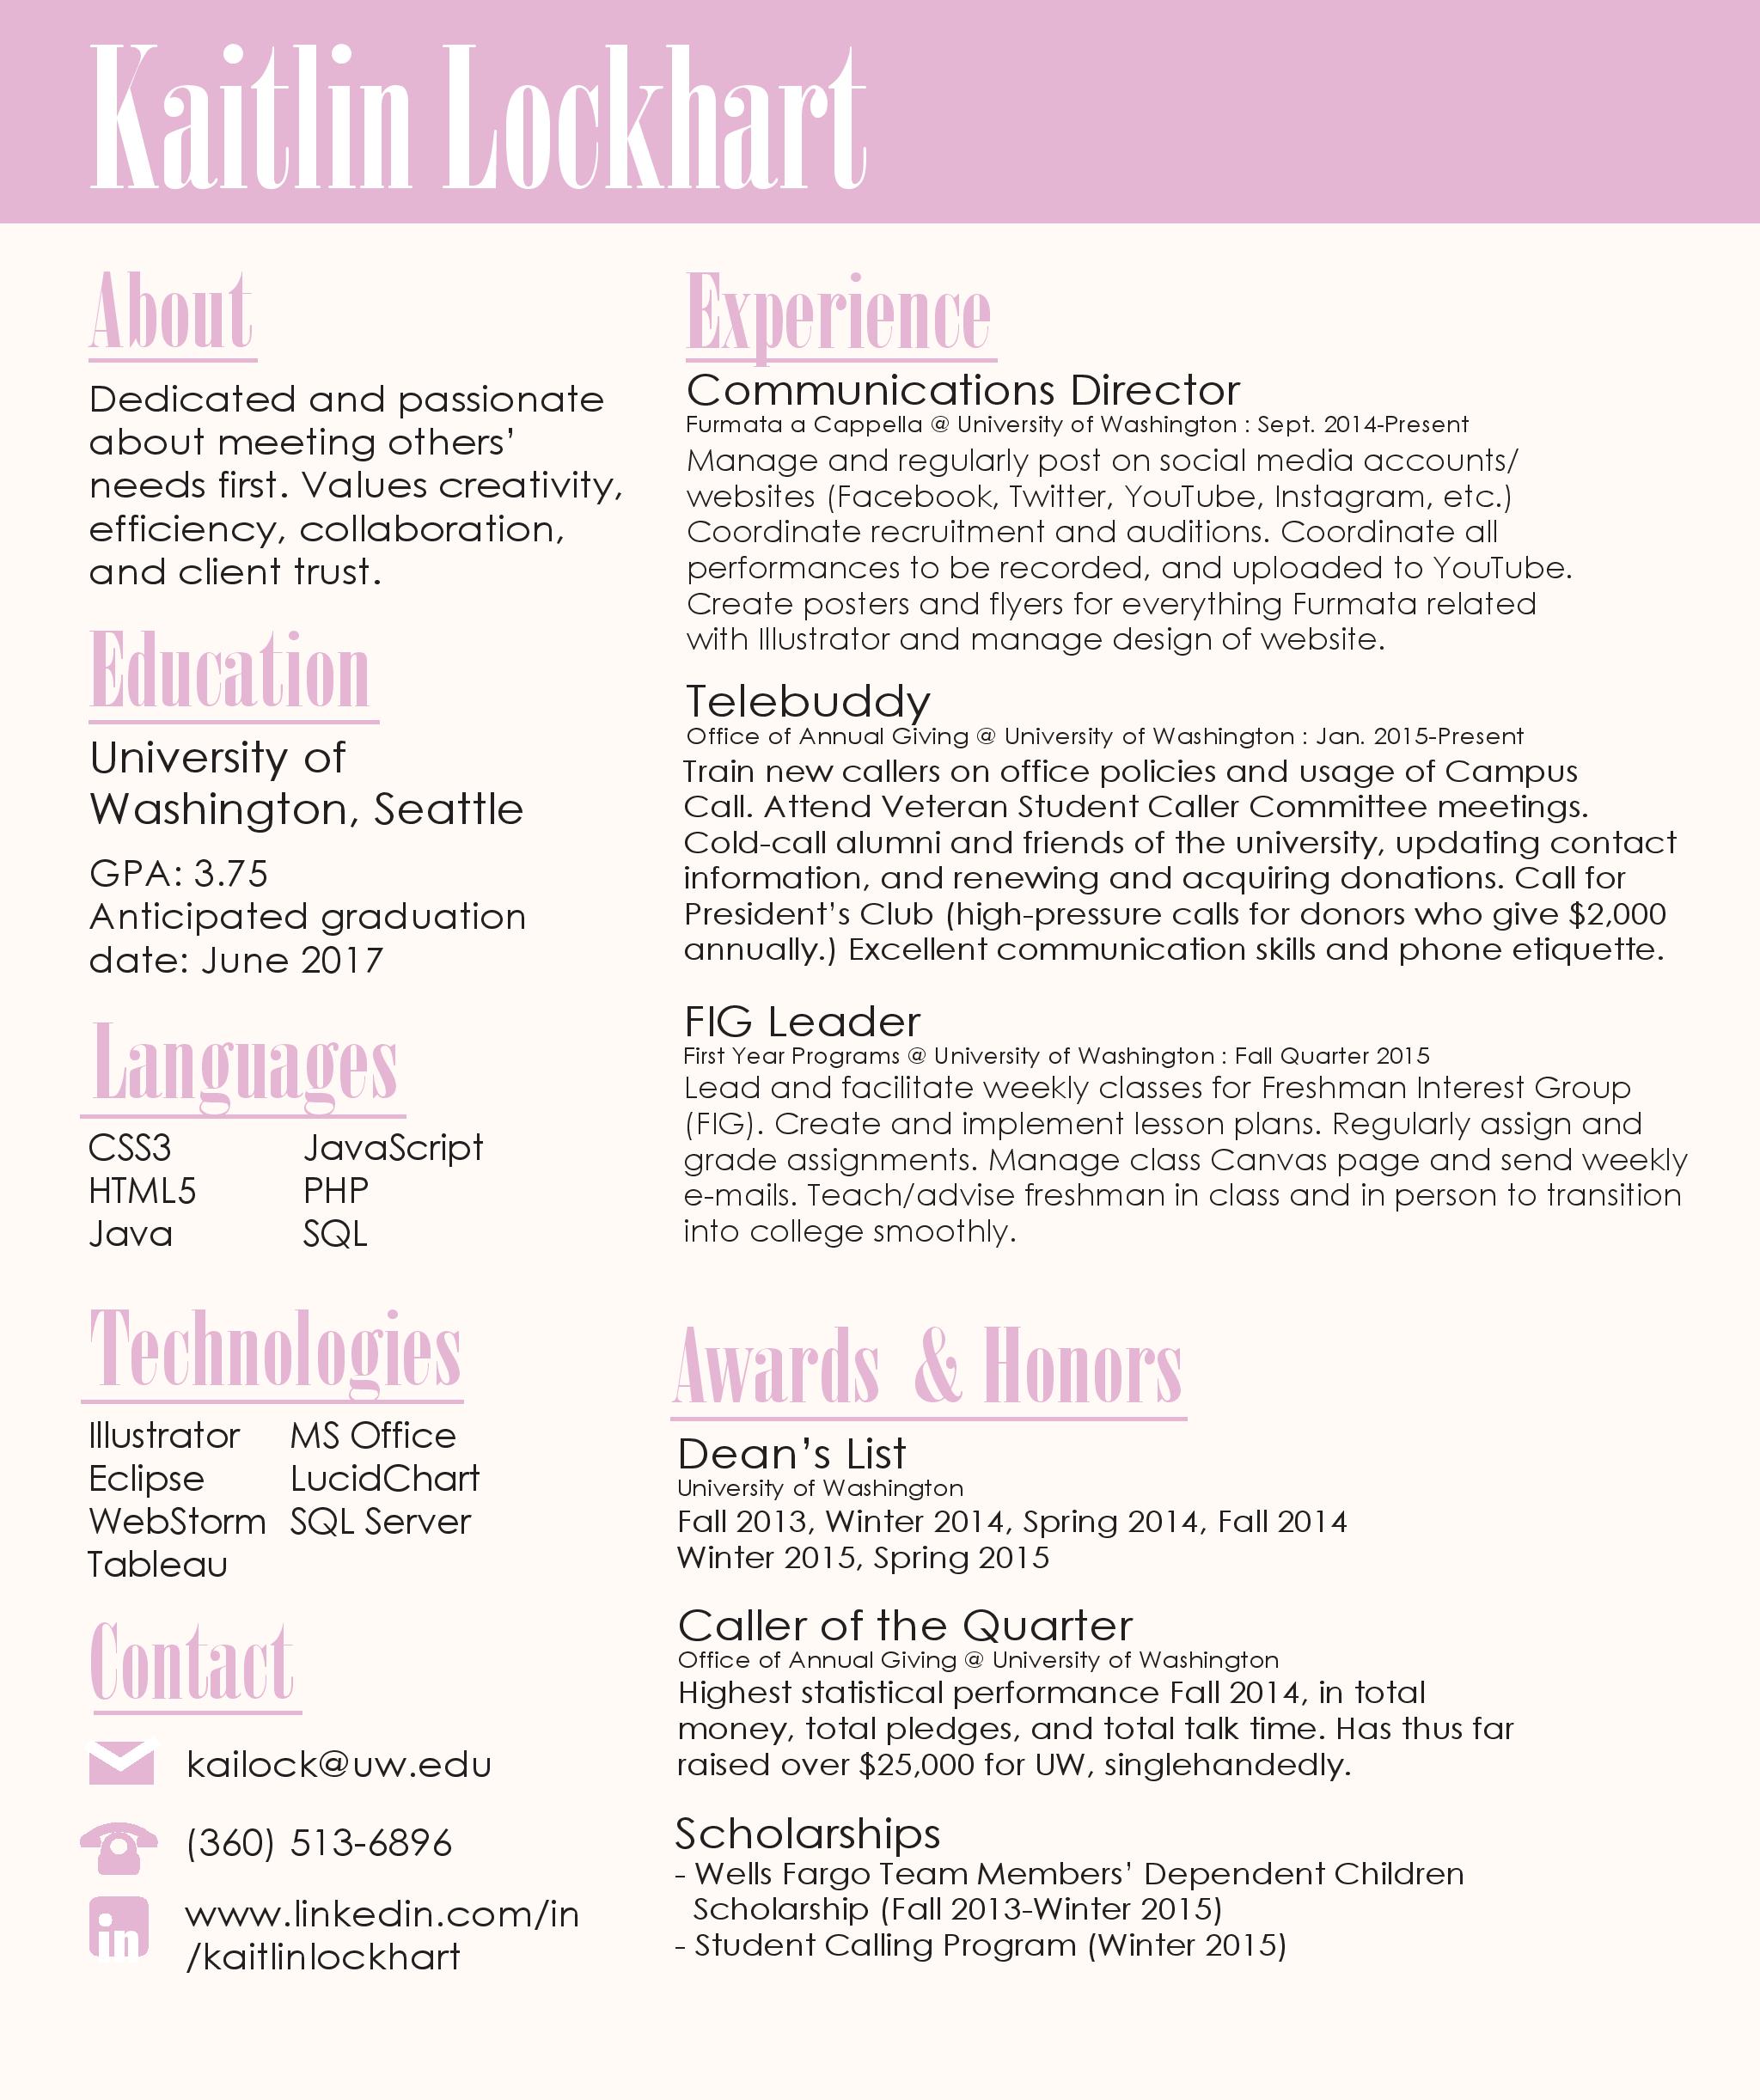 Kaitlin Lockhart
About
Dedicated and passionate
about meeting others’
needs first. Values creativity,
efficiency, collaboration,
and client trust.
Education
University of
Washington, Seattle
GPA: 3.75
Anticipated graduation
date: June 2017
Languages
CSS3 JavaScript
HTML5 PHP
Java SQL
Technologies
Illustrator MS Office
Eclipse LucidChart
WebStorm SQL Server
Tableau
Contact
kailock@uw.edu
(360) 513-6896
in www.linkedin.com/in
/kaitlinlockhart
Experience
Communications Director
Furmata a Cappella @ University of Washington : Sept. 2014-Present
Manage and regularly post on social media accounts/
websites (Facebook, Twitter, YouTube, Instagram, etc.)
Coordinate recruitment and auditions. Coordinate all
performances to be recorded, and uploaded to YouTube.
Create posters and flyers for everything Furmata related
with Illustrator and manage design of website.
Telebuddy
Office of Annual Giving @ University of Washington : Jan. 2015-Present
Train new callers on office policies and usage of Campus
Call. Attend Veteran Student Caller Committee meetings.
Cold-call alumni and friends of the university, updating contact
information, and renewing and acquiring donations. Call for
President’s Club (high-pressure calls for donors who give $2,000
annually.) Excellent communication skills and phone etiquette.
FIG Leader
First Year Programs @ University of Washington : Fall Quarter 2015
Lead and facilitate weekly classes for Freshman Interest Group
(FIG). Create and implement lesson plans. Regularly assign and
grade assignments. Manage class Canvas page and send weekly
e-mails. Teach/advise freshman in class and in person to transition
into college smoothly.
Awards & Honors
Dean’s List
University of Washington
Fall 2013, Winter 2014, Spring 2014, Fall 2014
Winter 2015, Spring 2015
Caller of the Quarter
Office of Annual Giving @ University of Washington
Highest statistical performance Fall 2014, in total
money, total pledges, and total talk time. Has thus far
raised over $25,000 for UW, singlehandedly.
Scholarships
- Wells Fargo Team Members’ Dependent Children
Scholarship (Fall 2013-Winter 2015)
- Student Calling Program (Winter 2015)